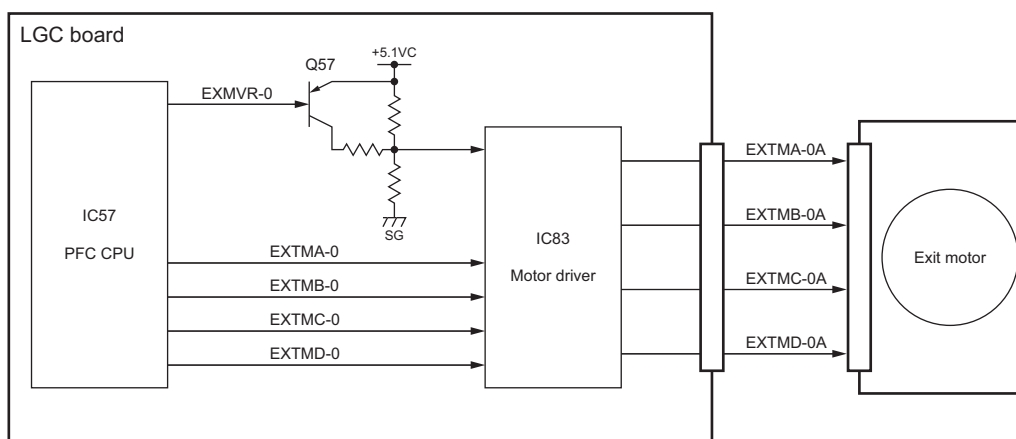 LGC board
+5.1VC
Q57
EXMVR-0
IC57
PFC CPU
SG
IC83
Motor driver
EXTMA-0
EXTMB-0
EXTMC-0
EXTMD-0
EXTMA-0A
EXTMB-0A
EXTMC-0A
EXTMD-0A
Exit motor